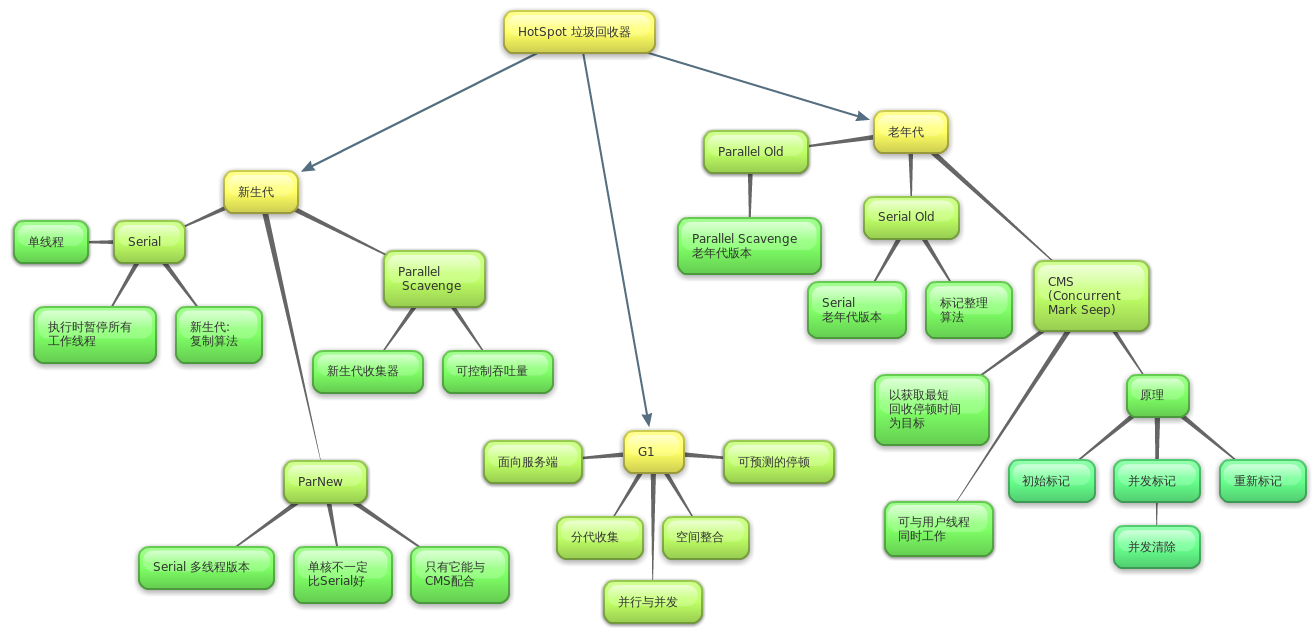 HotSpot 垃圾回收器
新生代
Serial
单线程
执行时暂停所有
工作线程
新生代:
复制算法
Parallel
Scavenge
新生代收集器
可控制吞吐量
ParNew
Serial 多线程版本
单核不一定
比Serial好
只有它能与
CMS配合
G1
面向服务端
可预测的停顿
分代收集
空间整合
并行与并发
老年代
Parallel Old
Parallel Scavenge
老年代版本
Serial Old
Serial
老年代版本
标记整理
算法
CMS
(Concurrent
Mark Seep)
以获取最短
回收停顿时间
为目标
可与用户线程
同时工作
原理
初始标记
并发标记
重新标记
并发清除